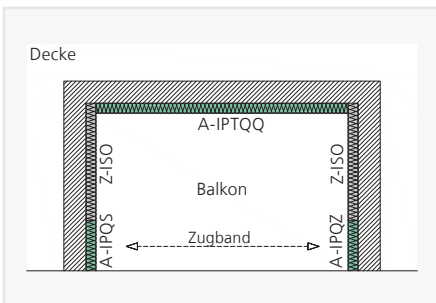 Decke
A-IPTQQ
Z-ISO
Z-ISO
Balkon
A-IPQS
Zugband
A-IPQZ